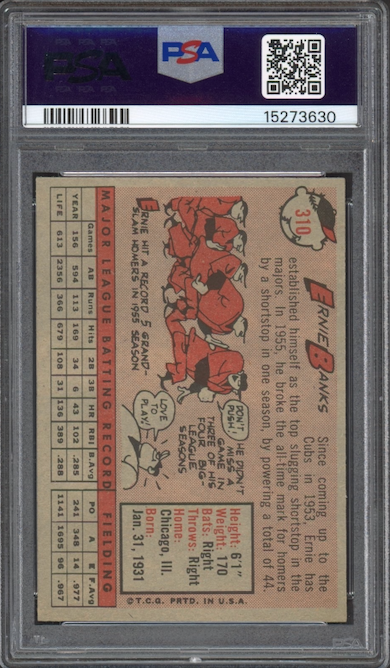 PSA
PSA
15273630
310
ERNIE BANKS
Since coming up to the
Cubs in 1953 Ernie has
established himself as the top slugging shortstop in the
majors. In 1955, he broke the all-time mark for homers
by a shortstop in one season, by powering a total of 44
ERNIE HIT A RECORD 5 GRAND-
SLAM HOMERS IN 1955 SEASON
DON'T PUSH!
LOVE TO PLAY!
HE DIDN'T
MISS A
GAME IN
THREE OF HIS
FOUR BIG-
LEAGUE
SEASONS
Height: 6'1"
Weight: 170
Bats: Right
Throws: Right
Home:
Chicago, Ill.
Born:
Jan. 31, 1931
MAJOR LEAGUE BATTING RECORD FIELDING
Games AB Runs Hits 2B 3B HR RBI B.Avg PO A E F.Avg
YEAR 156 594 113 169 34 6 43 102 .285 241 348 14 .977
LIFE 613 2356 366 679 108 31 136 389 .288 1141 1695 96 .967
© T.C.G. PRTD. IN U.S.A.